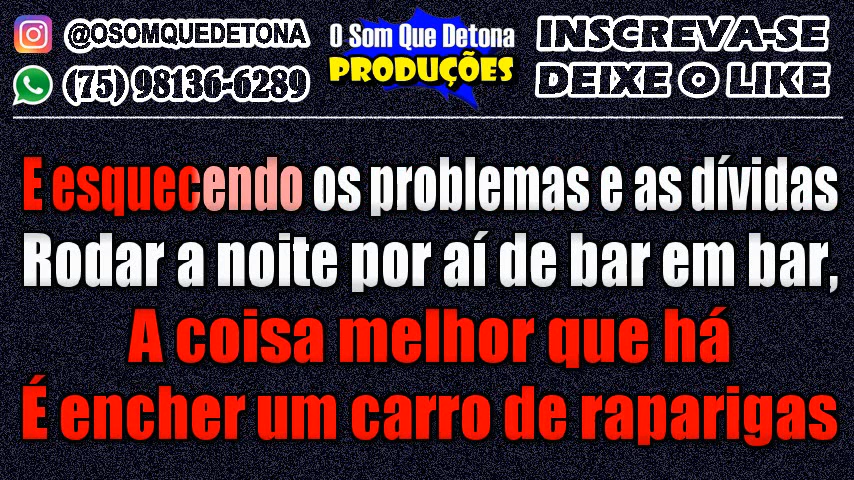 @OSOMQUEDETONA
(75) 98136-6289
O Som Que Detona
PRODUÇÕES
INSCREVA-SE
DEIXE O LIKE
E esquecendo os problemas e as dívidas
Rodar a noite por aí de bar em bar,
A coisa melhor que há
É encher um carro de raparigas